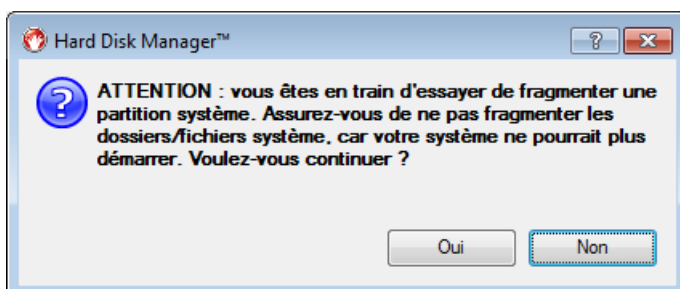 Hard Disk Manager™
ATTENTION : vous êtes en train d'essayer de fragmenter une
partition système. Assurez-vous de ne pas fragmenter les
dossiers/fichiers système, car votre système ne pourrait plus
démarrer. Voulez-vous continuer ?
Oui
Non